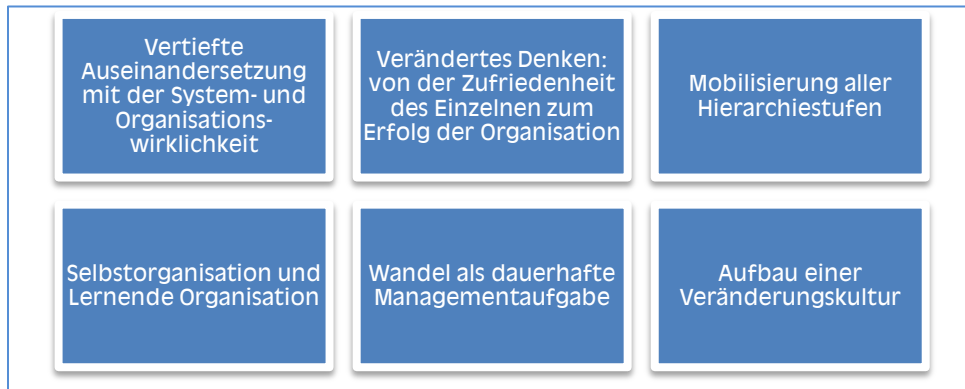 Vertiefte
Auseinandersetzung
mit der System- und
Organisations-
wirklichkeit
Verändertes Denken:
von der Zufriedenheit
des Einzelnen zum
Erfolg der Organisation
Mobilisierung aller
Hierarchiestufen
Selbstorganisation und
Lernende Organisation
Wandel als dauerhafte
Managementaufgabe
Aufbau einer
Veränderungskultur